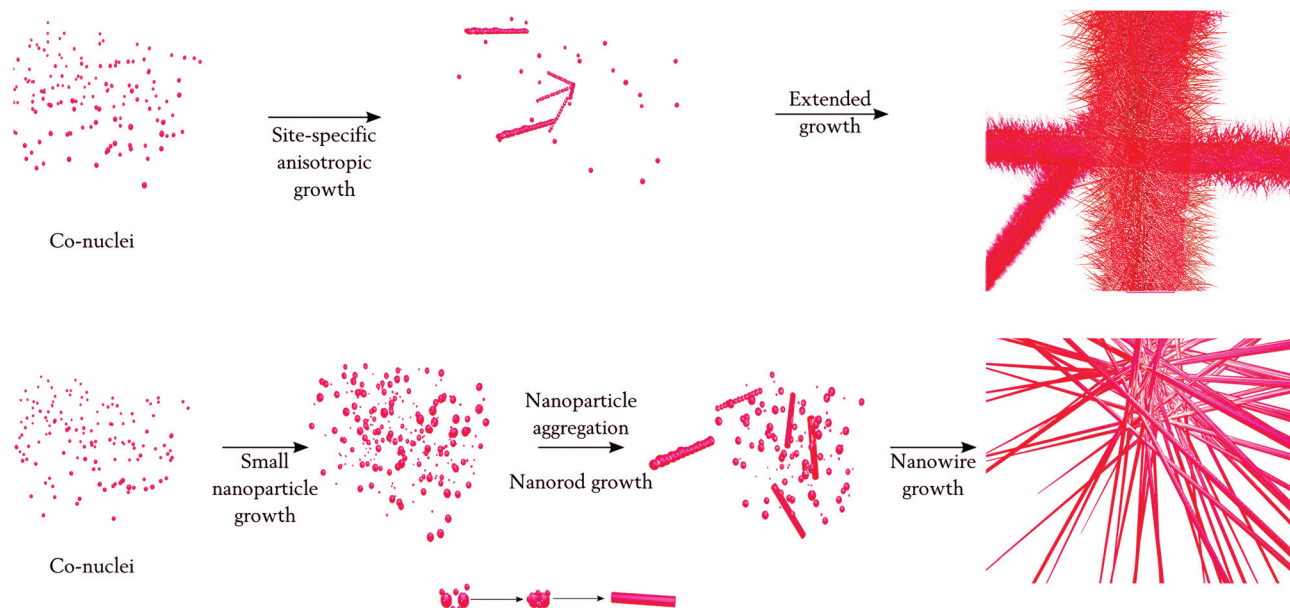 Co-nuclei
Site-specific
anisotropic
growth
Extended
growth
Co-nuclei
Small
nanoparticle
growth
Nanoparticle
aggregation
Nanorod growth
Nanowire
growth